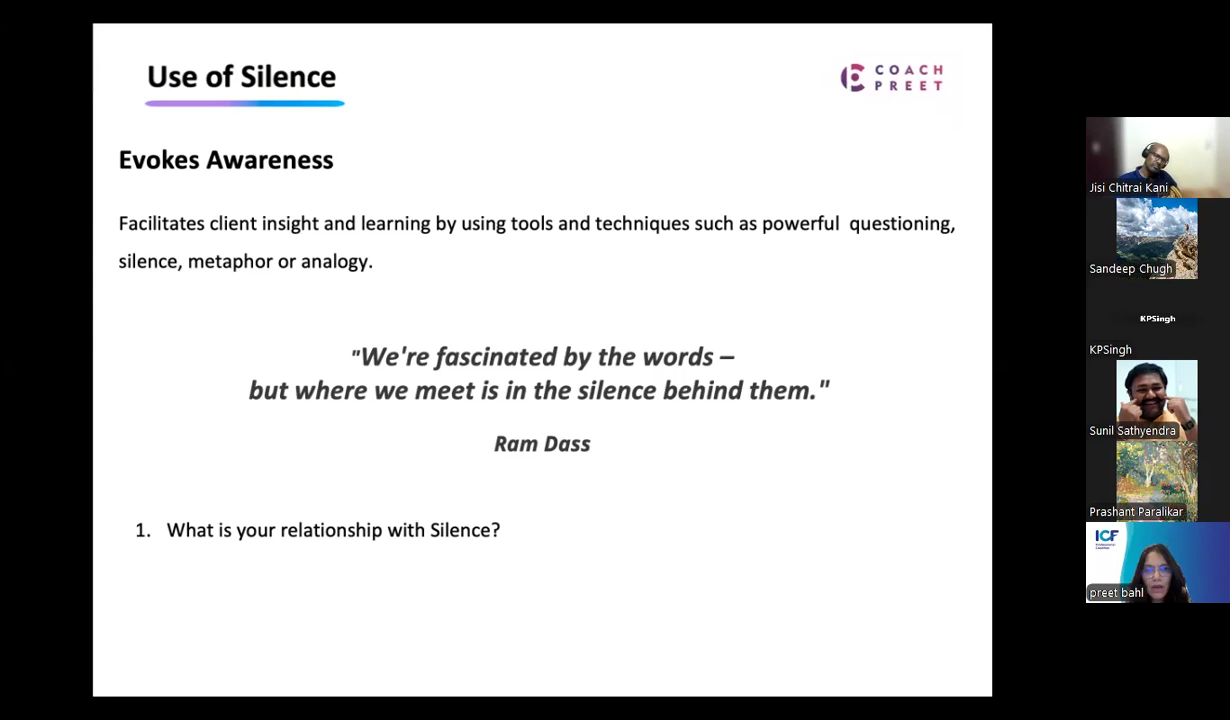 Use of Silence
COACH
PREET
Evokes Awareness
Facilitates client insight and learning by using tools and techniques such as powerful questioning,
silence, metaphor or analogy.
"We're fascinated by the words –
but where we meet is in the silence behind them."
Ram Dass
1. What is your relationship with Silence?
Jisi Chitrai Kani
Sandeep Chugh
KPSingh
KPSingh
Sunil Sathyendra
Prashant Paralikar
ICF
preet bahl